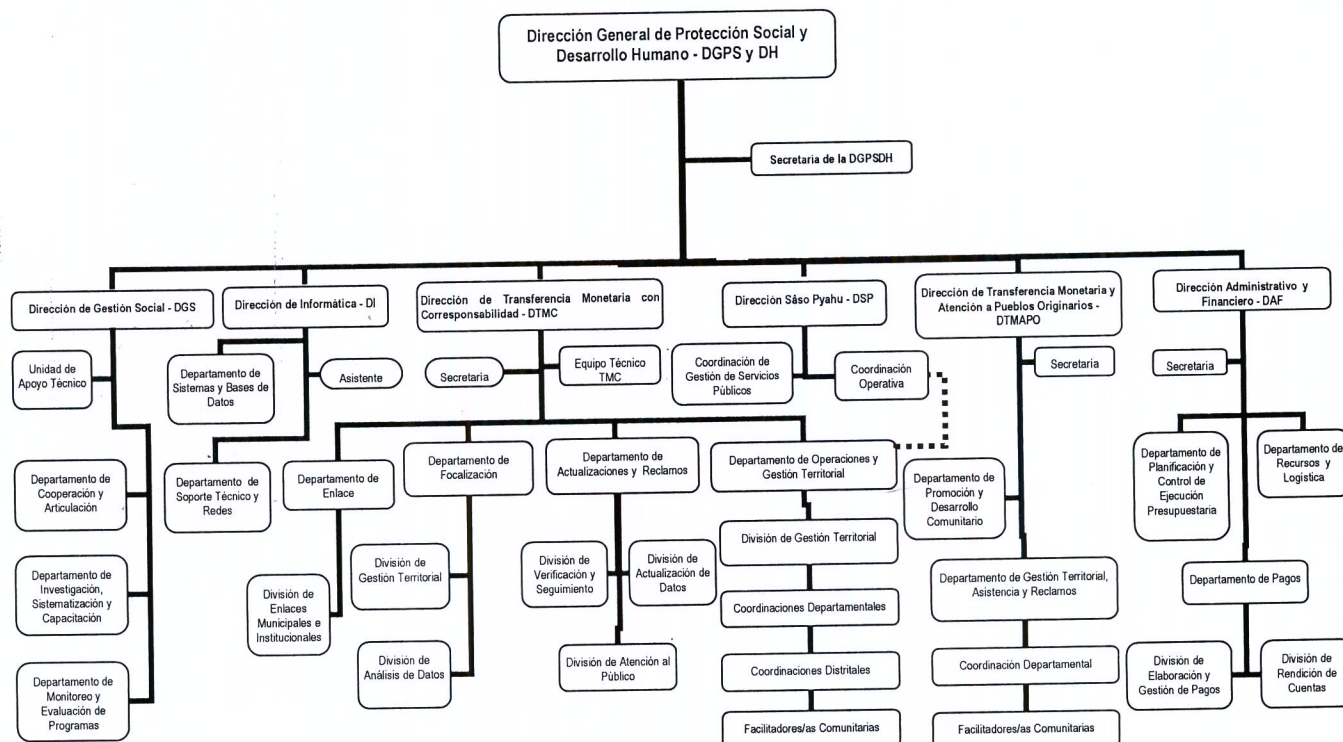 Dirección General de Protección Social y
Desarrollo Humano - DGPS y DH
Secretaria de la DGPSDH
Dirección de Gestión Social - DGS
Dirección de Informática - DI
Dirección de Transferencia Monetaria con
Corresponsabilidad - DTMC
Dirección Sâso Pyahu - DSP
Dirección de Transferencia Monetaria y
Atención a Pueblos Originarios -
DTMAPO
Dirección Administrativo y
Financiero - DAF
Unidad de
Apoyo Técnico
Departamento de
Sistemas y Bases de
Datos
Asistente
Secretaria
Equipo Técnico
TMC
Coordinación de
Gestión de Servicios
Públicos
Coordinación
Operativa
Secretaria
Secretaria
Departamento de
Cooperación y
Articulación
Departamento de
Soporte Técnico y
Redes
Departamento de
Enlace
Departamento de
Focalización
Departamento de
Actualizaciones y Reclamos
Departamento de Operaciones y
Gestión Territorial
Departamento de
Promoción y
Desarrollo
Comunitario
Departamento de
Planificación y
Control de
Ejecución
Presupuestaria
Departamento de
Recursos y
Logística
Departamento de
Investigación,
Sistematización y
Capacitación
División de
Enlaces
Municipales e
Institucionales
División de
Gestión Territorial
División de
Verificación y
Seguimiento
División de
Actualización de
Datos
División de Gestión Territorial
Departamento de Gestión Territorial,
Asistencia y Reclamos
Departamento de Pagos
Coordinaciones Departamentales
Departamento de
Monitoreo y
Evaluación de
Programas
División de
Análisis de Datos
División de Atención al
Público
Coordinaciones Distritales
Coordinación Departamental
División de
Elaboración y
Gestión de Pagos
División de
Rendición de
Cuentas
Facilitadores/as Comunitarias
Facilitadores/as Comunitarias